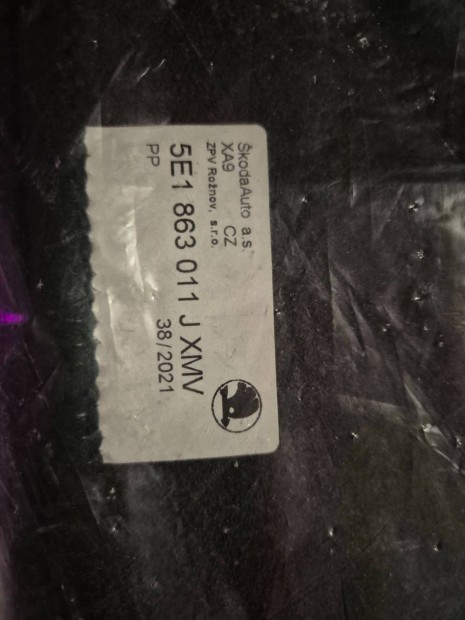 ŠkodaAuto a.s.
XA9 CZ
ZPV Rožnov, s.r.o.
5E1 863 011 J XMV
PP 38/2021